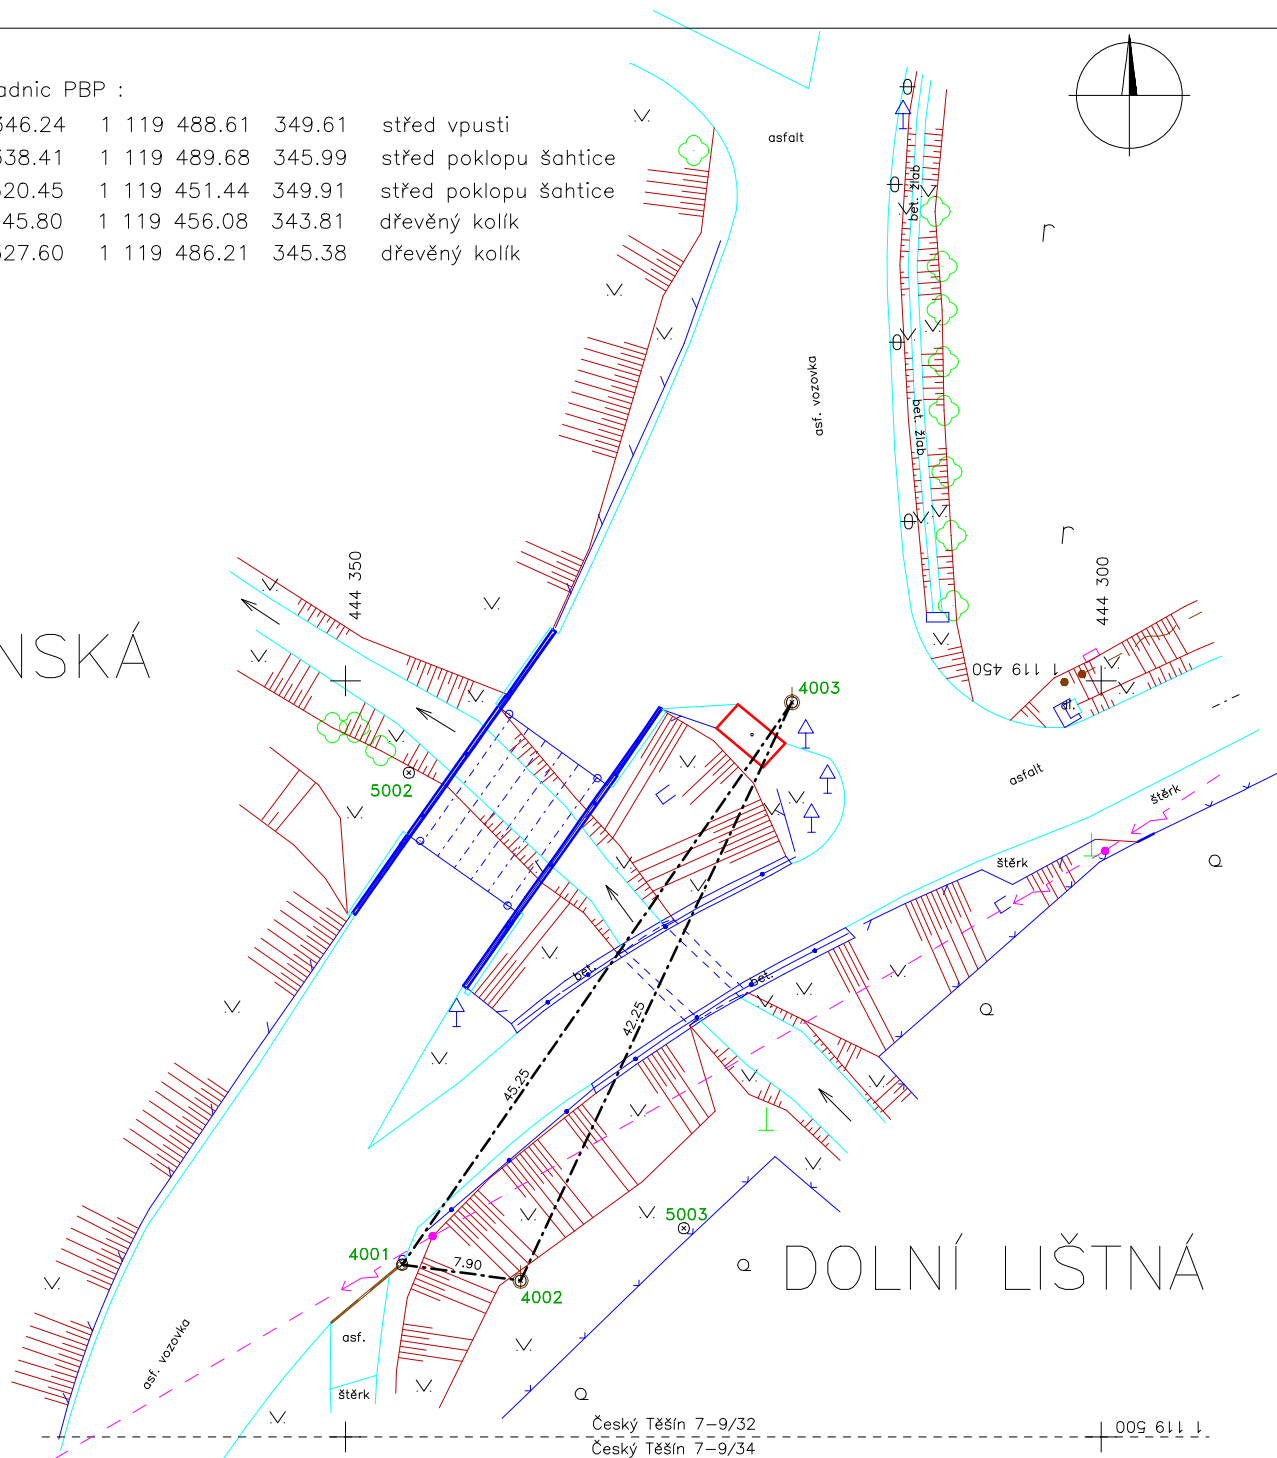 adnic PBP :
346.24 1 119 488.61 349.61 střed vpusti
338.41 1 119 489.68 345.99 střed poklopu šahtice
320.45 1 119 451.44 349.91 střed poklopu šahtice
45.80 1 119 456.08 343.81 dřevěný kolík
327.60 1 119 486.21 345.38 dřevěný kolík
asfalt
bet. žlab
r
asf. vozovka
bet. žlab
r
444 350
444 300
NSKÁ
1 119 450
4003
5002
asfalt
štěrk
štěrk
bet.
bet.
42.25
45.25
5003
4001
7.90
4002
DOLNÍ LIŠTNÁ
asf. vozovka
asf.
štěrk
Český Těšín 7-9/32
Český Těšín 7-9/34
1 119 500